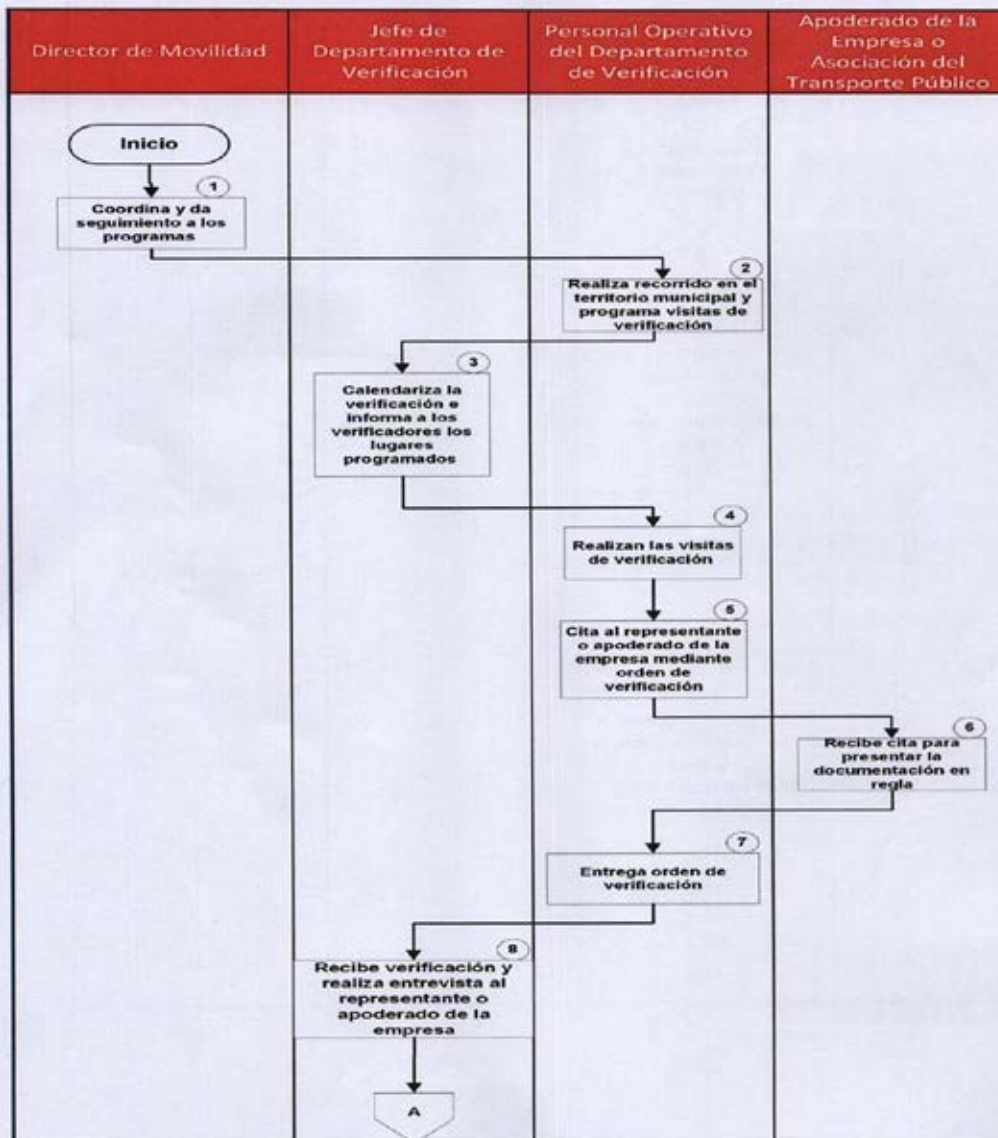 Director de Movilidad
Jefe de
Departamento de
Verificación
Personal Operativo
del Departamento
de Verificación
Apoderado de la
Empresa o
Asociación del
Transporte Público
Inicio
1
Coordina y da
seguimiento a los
programas
2
Realiza recorrido en el
territorio municipal y
programa visitas de
verificación
3
Calendariza la
verificación e
informa a los
verificadores los
lugares
programados
4
Realizan las visitas
de verificación
5
Cita al representante
o apoderado de la
empresa mediante
orden de
verificación
6
Recibe cita para
presentar la
documentación en
regla
7
Entrega orden de
verificación
8
Recibe verificación y
realiza entrevista al
representante o
apoderado de la
empresa
A